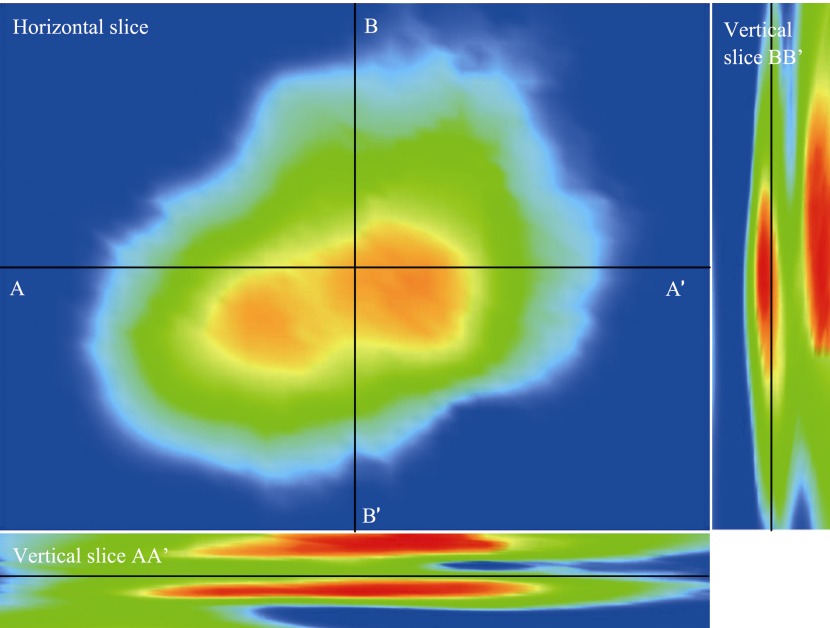 Horizontal slice
B
Vertical
slice BB’
A
A'
B'
Vertical slice AA’